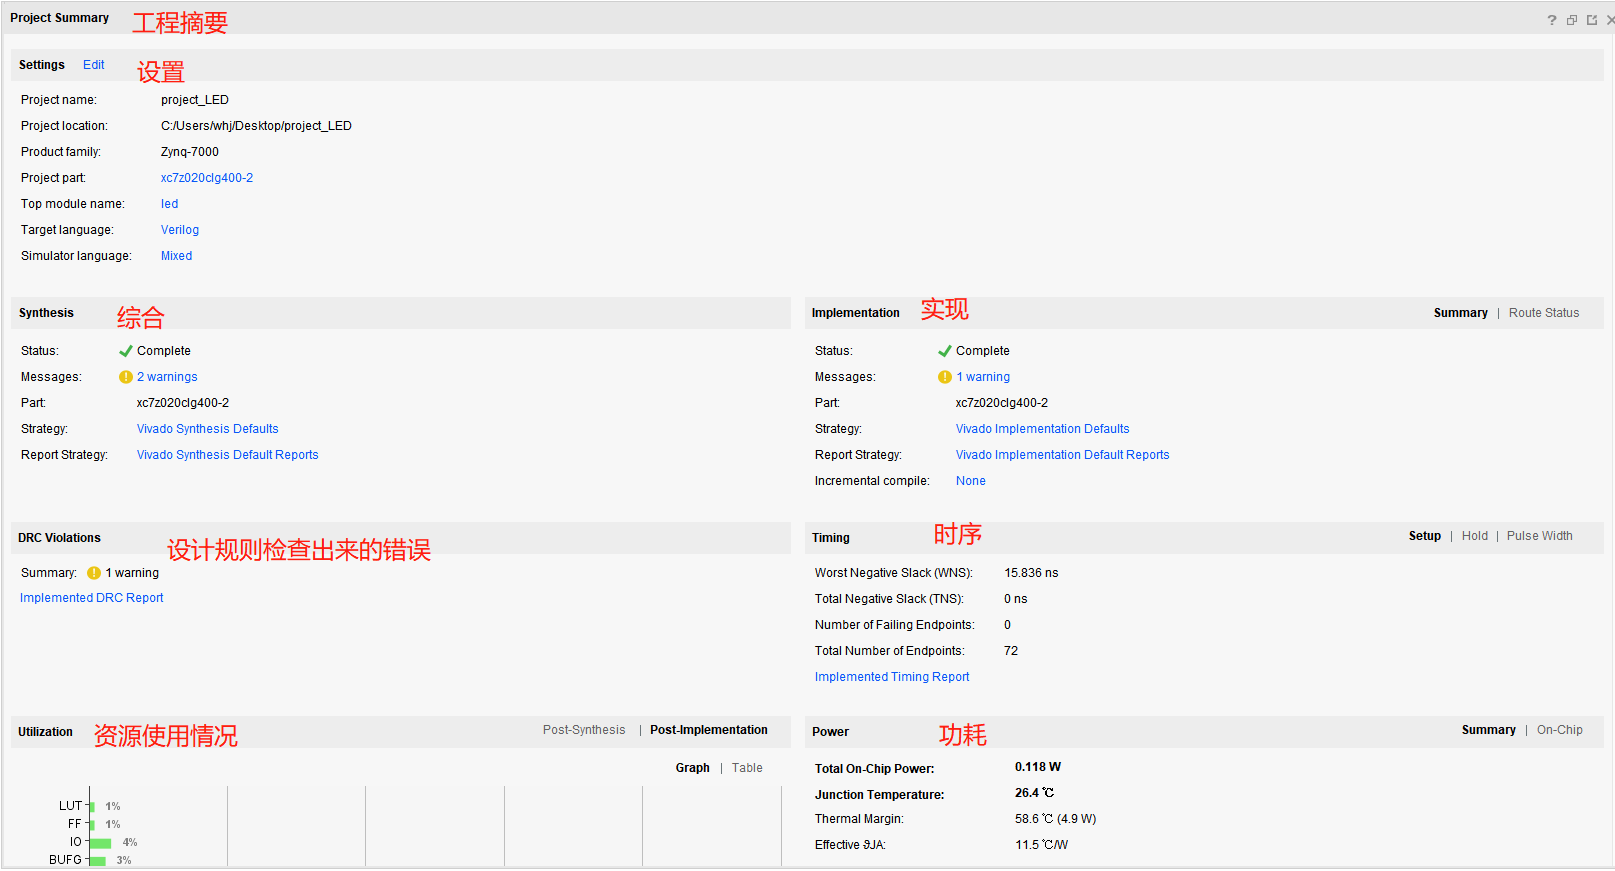 Project Summary 工程摘要
Settings Edit 设置
Project name: project_LED
Project location: C:/Users/whj/Desktop/project_LED
Product family: Zynq-7000
Project part: xc7z020clg400-2
Top module name: led
Target language: Verilog
Simulator language: Mixed
Synthesis 综合
Status: Complete
Messages: 2 warnings
Part: xc7z020clg400-2
Strategy: Vivado Synthesis Defaults
Report Strategy: Vivado Synthesis Default Reports
Implementation 实现 Summary | Route Status
Status: Complete
Messages: 1 warning
Part: xc7z020clg400-2
Strategy: Vivado Implementation Defaults
Report Strategy: Vivado Implementation Default Reports
Incremental compile: None
DRC Violations 设计规则检查出来的错误
Summary: 1 warning
Implemented DRC Report
Timing 时序 Setup | Hold | Pulse Width
Worst Negative Slack (WNS): 15.836 ns
Total Negative Slack (TNS): 0 ns
Number of Failing Endpoints: 0
Total Number of Endpoints: 72
Implemented Timing Report
Utilization 资源使用情况 Post-Synthesis | Post-Implementation
Graph | Table
LUT 1%
FF 1%
IO 4%
BUFG 3%
Power 功耗 Summary | On-Chip
Total On-Chip Power: 0.118 W
Junction Temperature: 26.4 ℃
Thermal Margin: 58.6 ℃ (4.9 W)
Effective ϑJA: 11.5 ℃/W